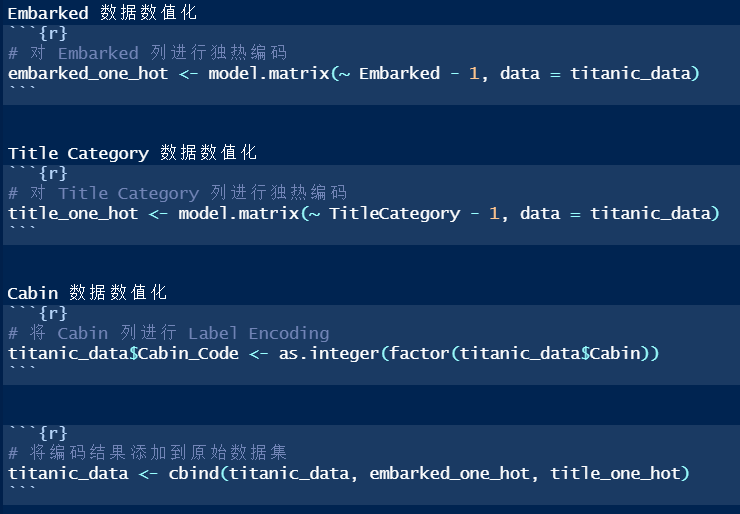 Embarked 数据数值化
```{r}
# 对 Embarked 列进行独热编码
embarked_one_hot <- model.matrix(~ Embarked - 1, data = titanic_data)
```
Title Category 数据数值化
```{r}
# 对 Title Category 列进行独热编码
title_one_hot <- model.matrix(~ TitleCategory - 1, data = titanic_data)
```
Cabin 数据数值化
```{r}
# 将 Cabin 列进行 Label Encoding
titanic_data$Cabin_Code <- as.integer(factor(titanic_data$Cabin))
```
```{r}
# 将编码结果添加到原始数据集
titanic_data <- cbind(titanic_data, embarked_one_hot, title_one_hot)
```